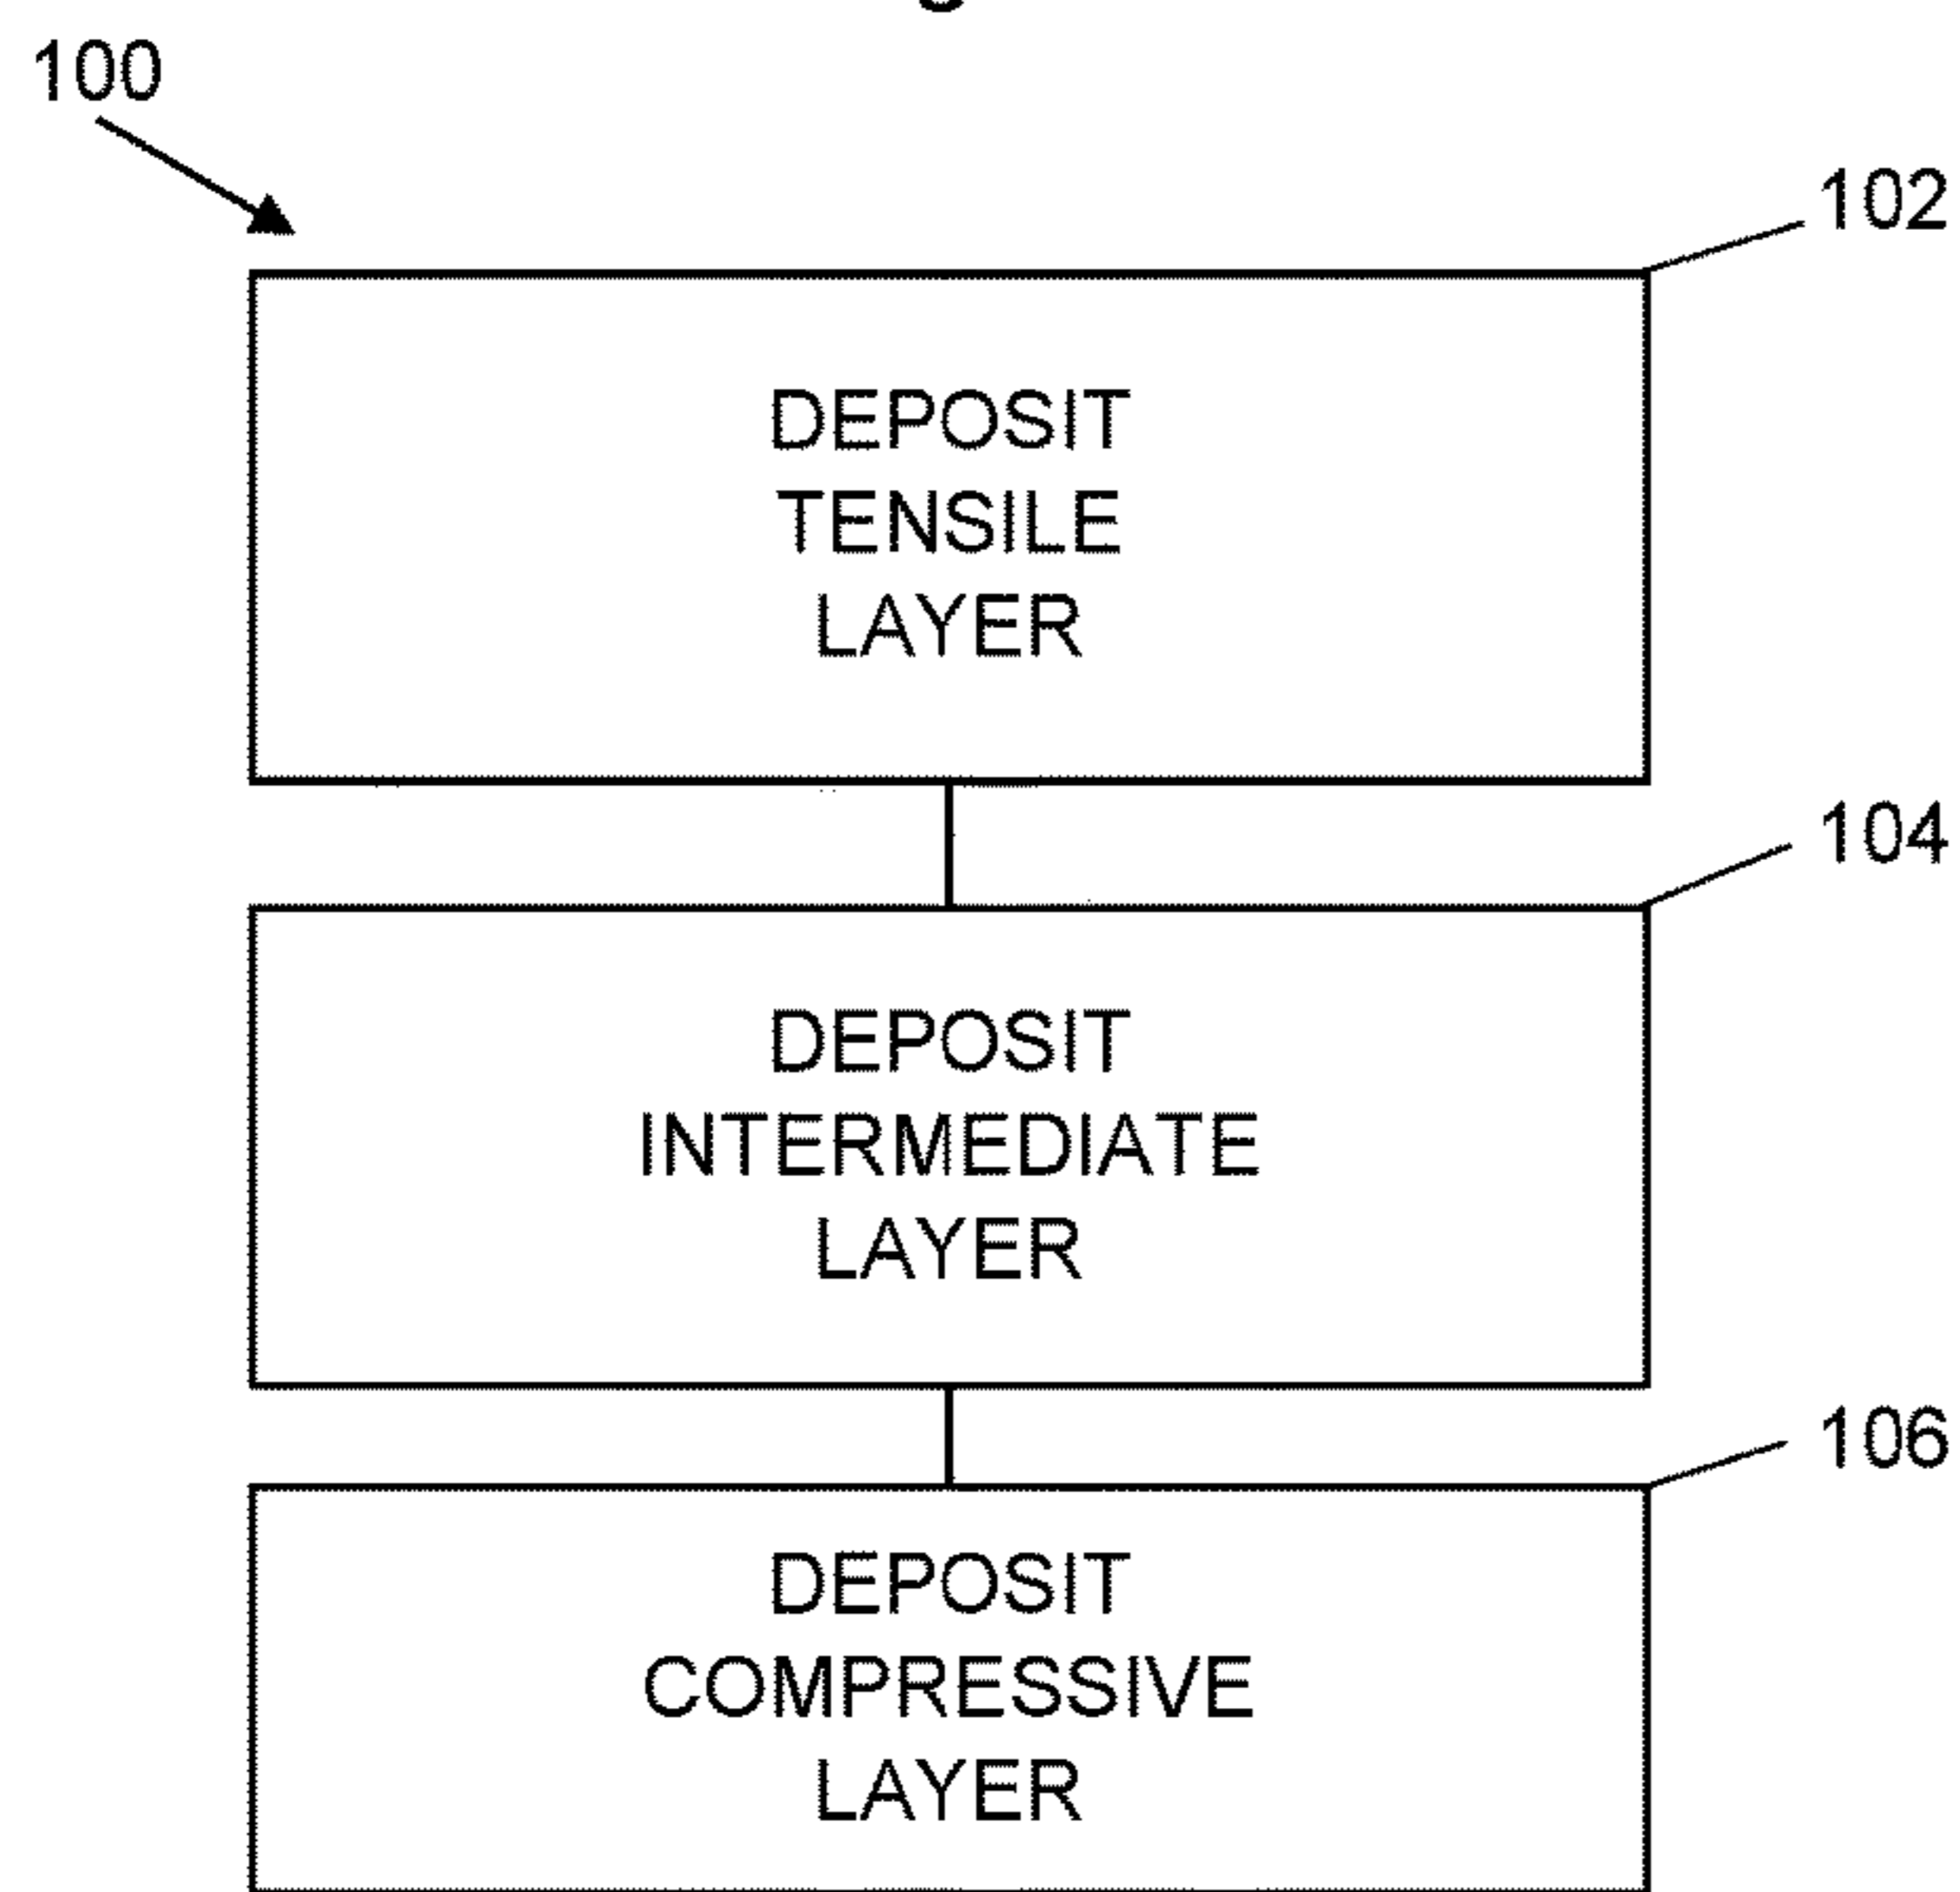 100
102
DEPOSIT
TENSILE
LAYER
104
DEPOSIT
INTERMEDIATE
LAYER
106
DEPOSIT
COMPRESSIVE
LAYER